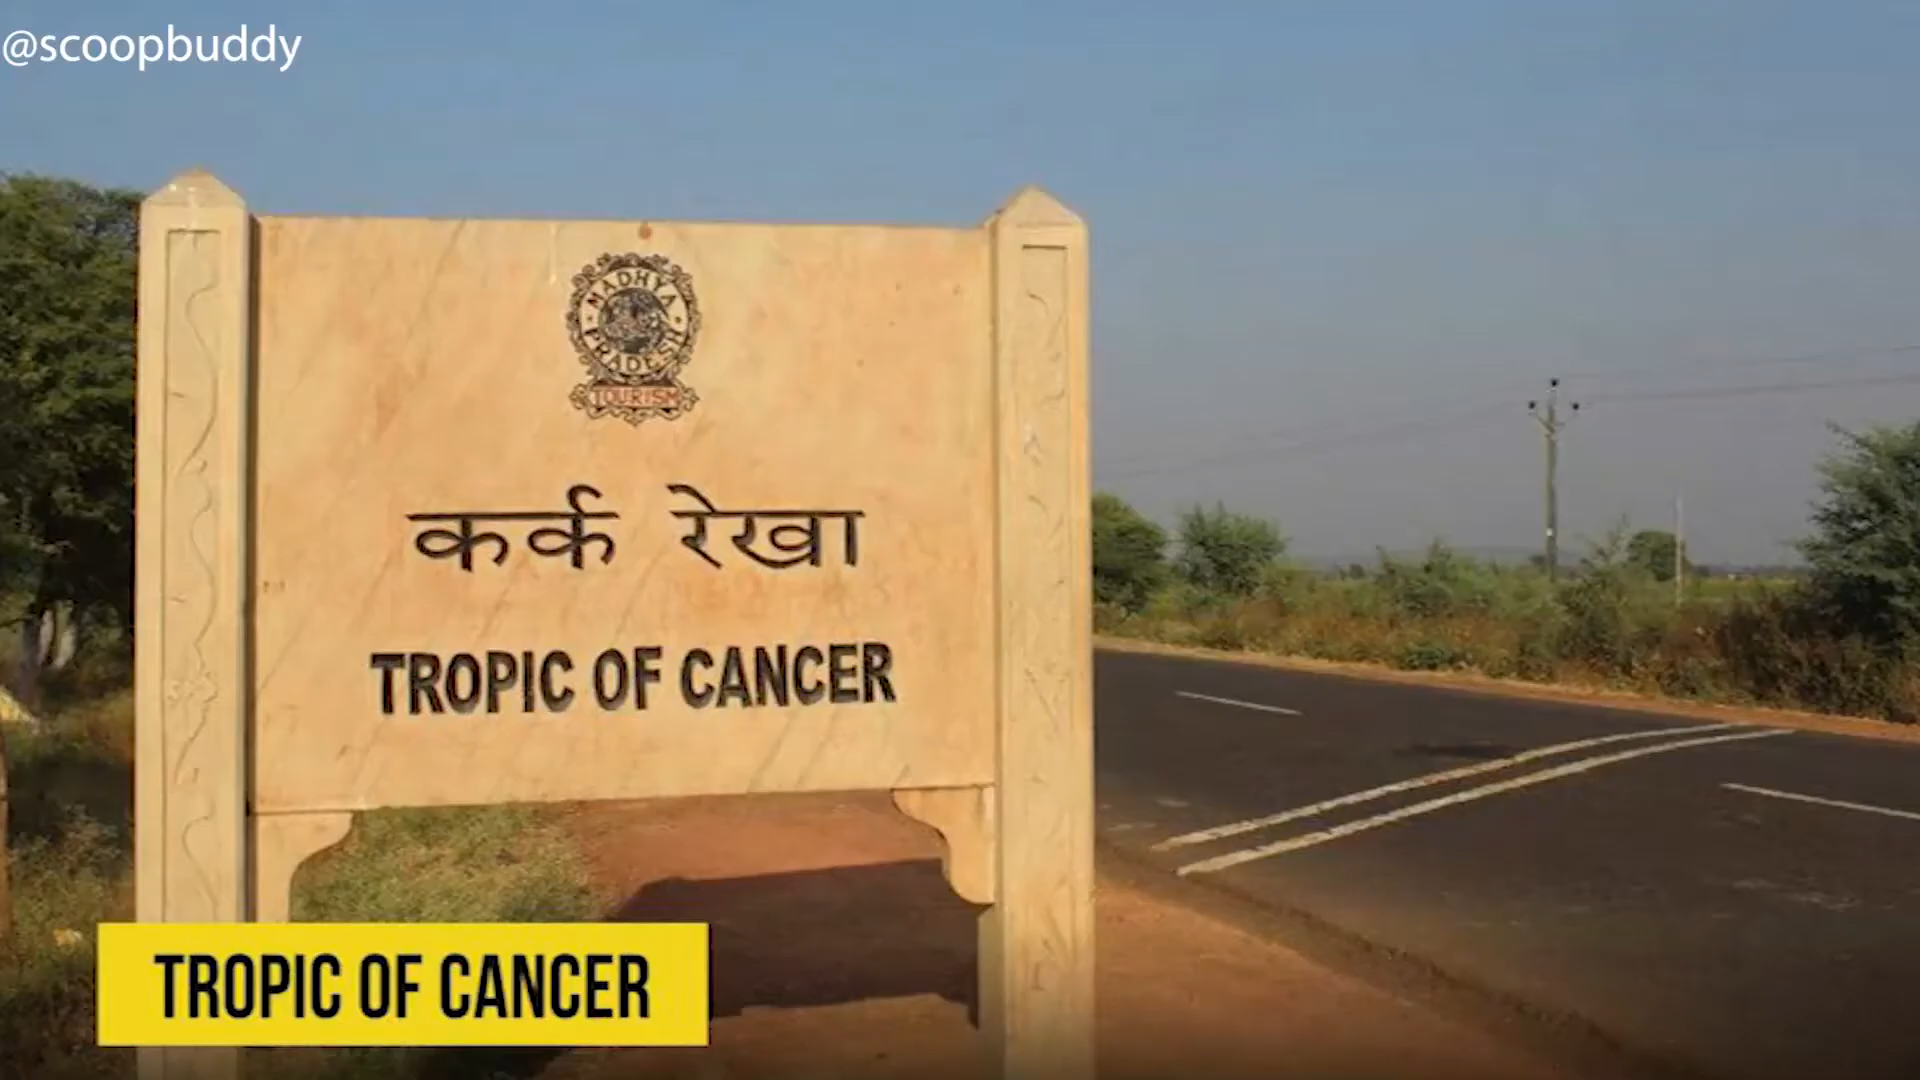 @scoopbuddy
MADHYA
PRADESH
TOURISM
कर्क रेखा
TROPIC OF CANCER
TROPIC OF CANCER